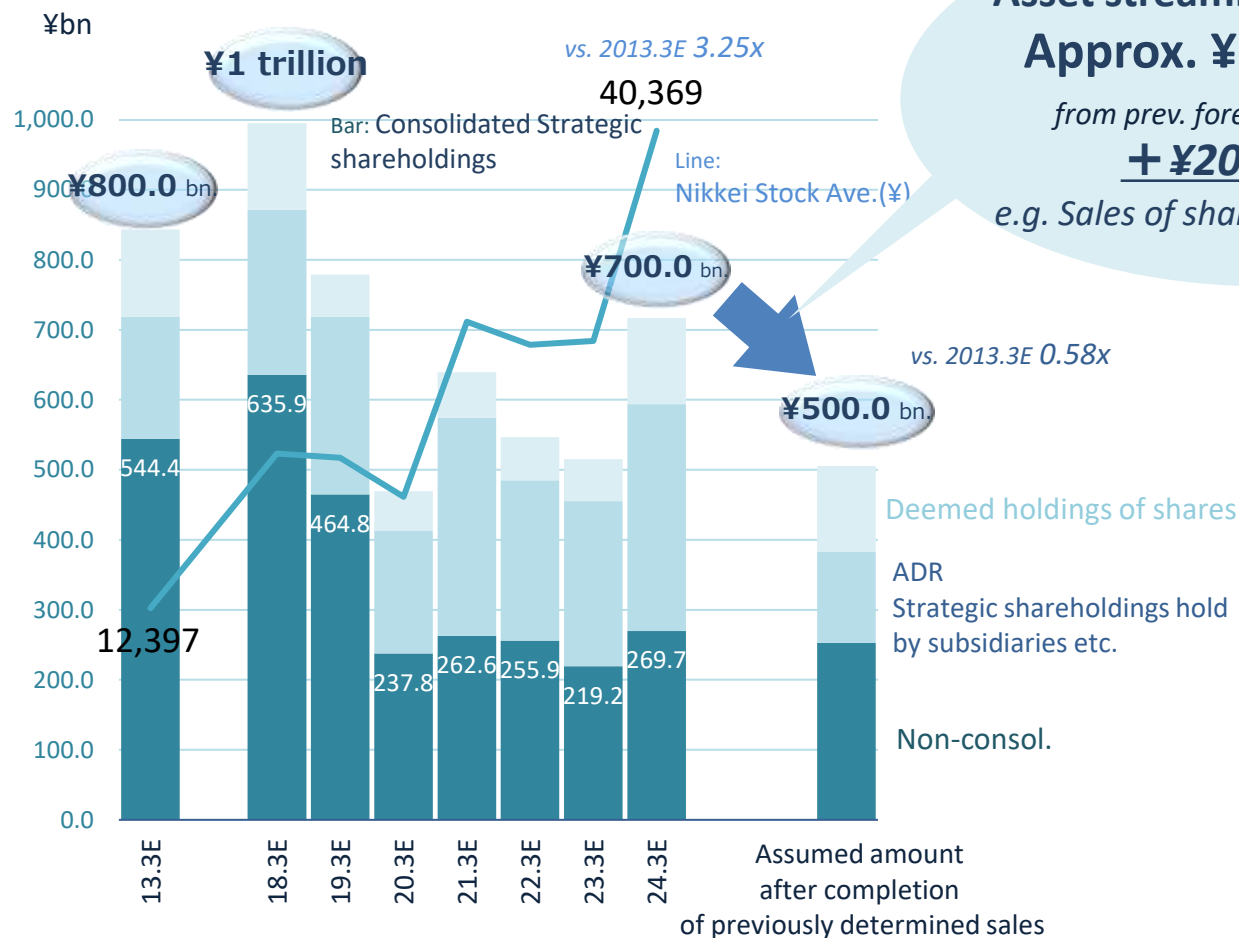 ¥bn
Asset streamli
Approx. ¥
from prev. fore
+¥20
e.g. Sales of shar
vs. 2013.3E 3.25x
40,369
¥1 trillion
Bar: Consolidated Strategic
shareholdings
Line:
Nikkei Stock Ave.(¥)
¥800.0 bn.
¥700.0 bn.
vs. 2013.3E 0.58x
¥500.0 bn.
1,000.0
900.0
800.0
700.0
600.0
500.0
400.0
300.0
200.0
100.0
0.0
544.4
635.9
464.8
237.8
262.6
255.9
219.2
269.7
12,397
Deemed holdings of shares
ADR
Strategic shareholdings hold
by subsidiaries etc.
Non-consol.
13.3E
18.3E
19.3E
20.3E
21.3E
22.3E
23.3E
24.3E
Assumed amount
after completion
of previously determined sales